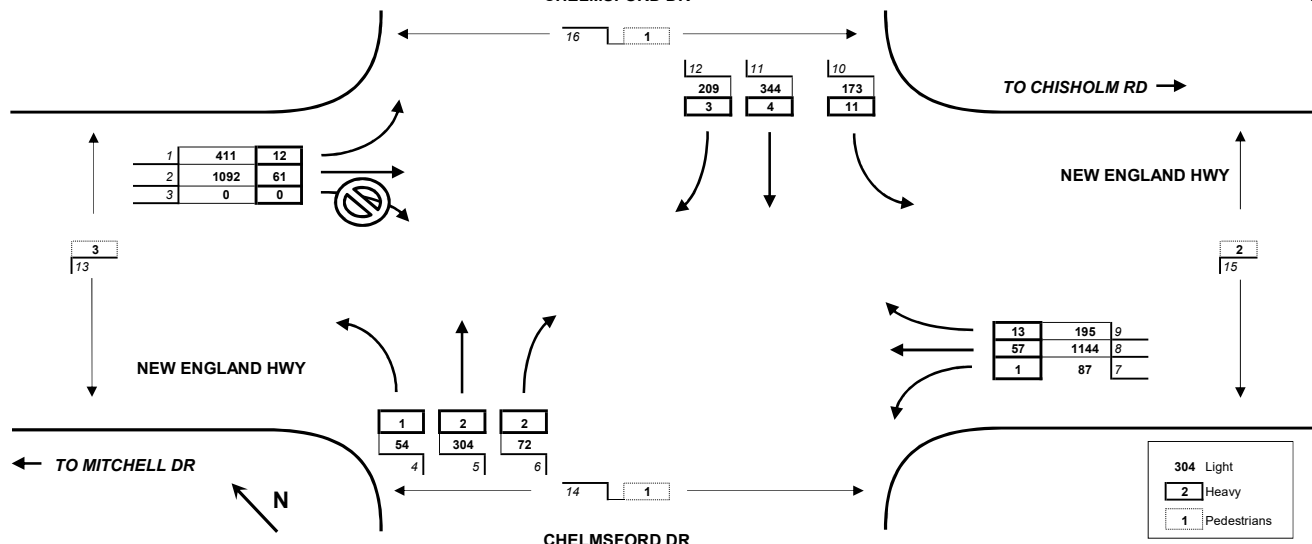 CHELMSFORD DR
16 1
12 11 10
209 344 173
3 4 11
TO CHISHOLM RD
1 411 12
2 1092 61
3 0 0
NEW ENGLAND HWY
3
13
2
15
13 195 9
57 1144 8
1 87 7
NEW ENGLAND HWY
1 2 2
54 304 72
4 5 6
TO MITCHELL DR
N
14 1
304 Light
2 Heavy
1 Pedestrians
CHELMSFORD DR